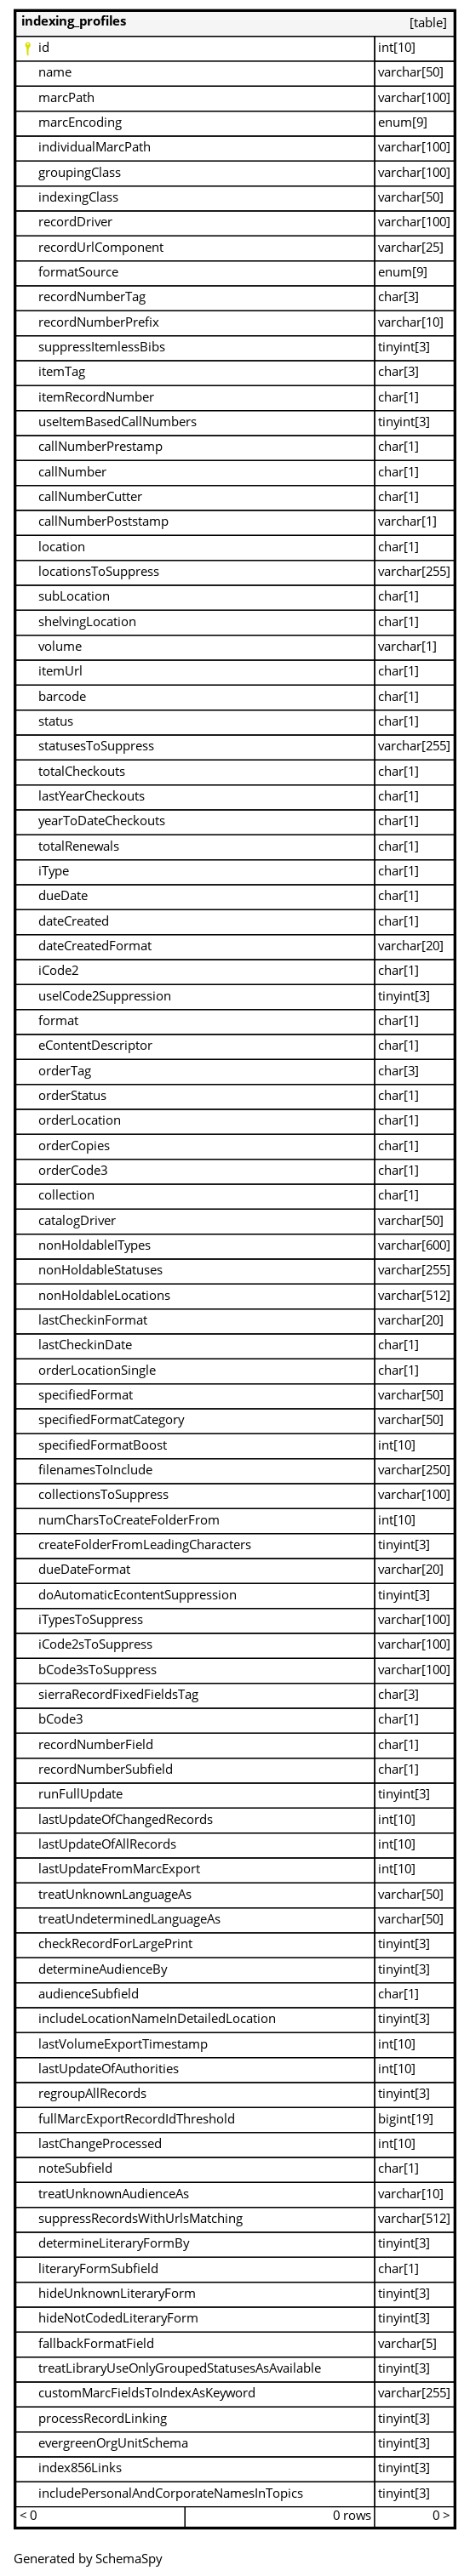 indexing_profiles [table]
id int[10]
name varchar[50]
marcPath varchar[100]
marcEncoding enum[9]
individualMarcPath varchar[100]
groupingClass varchar[100]
indexingClass varchar[50]
recordDriver varchar[100]
recordUrlComponent varchar[25]
formatSource enum[9]
recordNumberTag char[3]
recordNumberPrefix varchar[10]
suppressItemlessBibs tinyint[3]
itemTag char[3]
itemRecordNumber char[1]
useItemBasedCallNumbers tinyint[3]
callNumberPrestamp char[1]
callNumber char[1]
callNumberCutter char[1]
callNumberPoststamp varchar[1]
location char[1]
locationsToSuppress varchar[255]
subLocation char[1]
shelvingLocation char[1]
volume varchar[1]
itemUrl char[1]
barcode char[1]
status char[1]
statusesToSuppress varchar[255]
totalCheckouts char[1]
lastYearCheckouts char[1]
yearToDateCheckouts char[1]
totalRenewals char[1]
iType char[1]
dueDate char[1]
dateCreated char[1]
dateCreatedFormat varchar[20]
iCode2 char[1]
useICode2Suppression tinyint[3]
format char[1]
eContentDescriptor char[1]
orderTag char[3]
orderStatus char[1]
orderLocation char[1]
orderCopies char[1]
orderCode3 char[1]
collection char[1]
catalogDriver varchar[50]
nonHoldableITypes varchar[600]
nonHoldableStatuses varchar[255]
nonHoldableLocations varchar[512]
lastCheckinFormat varchar[20]
lastCheckinDate char[1]
orderLocationSingle char[1]
specifiedFormat varchar[50]
specifiedFormatCategory varchar[50]
specifiedFormatBoost int[10]
filenamesToInclude varchar[250]
collectionsToSuppress varchar[100]
numCharsToCreateFolderFrom int[10]
createFolderFromLeadingCharacters tinyint[3]
dueDateFormat varchar[20]
doAutomaticEcontentSuppression tinyint[3]
iTypesToSuppress varchar[100]
iCode2sToSuppress varchar[100]
bCode3sToSuppress varchar[100]
sierraRecordFixedFieldsTag char[3]
bCode3 char[1]
recordNumberField char[1]
recordNumberSubfield char[1]
runFullUpdate tinyint[3]
lastUpdateOfChangedRecords int[10]
lastUpdateOfAllRecords int[10]
lastUpdateFromMarcExport int[10]
treatUnknownLanguageAs varchar[50]
treatUndeterminedLanguageAs varchar[50]
checkRecordForLargePrint tinyint[3]
determineAudienceBy tinyint[3]
audienceSubfield char[1]
includeLocationNameInDetailedLocation tinyint[3]
lastVolumeExportTimestamp int[10]
lastUpdateOfAuthorities int[10]
regroupAllRecords tinyint[3]
fullMarcExportRecordIdThreshold bigint[19]
lastChangeProcessed int[10]
noteSubfield char[1]
treatUnknownAudienceAs varchar[10]
suppressRecordsWithUrlsMatching varchar[512]
determineLiteraryFormBy tinyint[3]
literaryFormSubfield char[1]
hideUnknownLiteraryForm tinyint[3]
hideNotCodedLiteraryForm tinyint[3]
fallbackFormatField varchar[5]
treatLibraryUseOnlyGroupedStatusesAsAvailable tinyint[3]
customMarcFieldsToIndexAsKeyword varchar[255]
processRecordLinking tinyint[3]
evergreenOrgUnitSchema tinyint[3]
index856Links tinyint[3]
includePersonalAndCorporateNamesInTopics tinyint[3]
< 0 0 rows 0 >
Generated by SchemaSpy